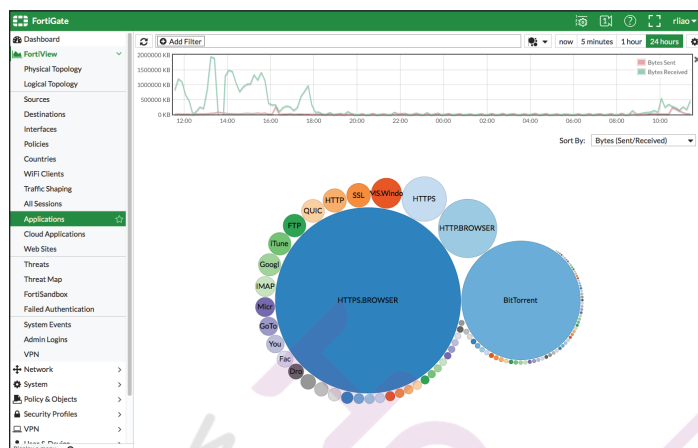 FortiGate
rliao
Dashboard
FortiView
Physical Topology
Logical Topology
Sources
Destinations
Interfaces
Policies
Countries
WiFi Clients
Traffic Shaping
All Sessions
Applications
Cloud Applications
Web Sites
Threats
Threat Map
FortiSandbox
Failed Authentication
System Events
Admin Logins
VPN
Network
System
Policy & Objects
Security Profiles
VPN
Add Filter
now 5 minutes 1 hour 24 hours
2000000 KB
1500000 KB
1000000 KB
500000 KB
0 KB
Bytes Sent
Bytes Received
12:00 14:00 16:00 18:00 20:00 22:00 00:00 02:00 04:00 06:00 08:00 10:00
Sort By: Bytes (Sent/Received)
HTTPS.BROWSER
BitTorrent
HTTP.BROWSER
HTTPS
MS.Windo
SSL
HTTP
QUIC
FTP
iTune
Googl
IMAP
Micr
GoTo
You
Fac
Dro